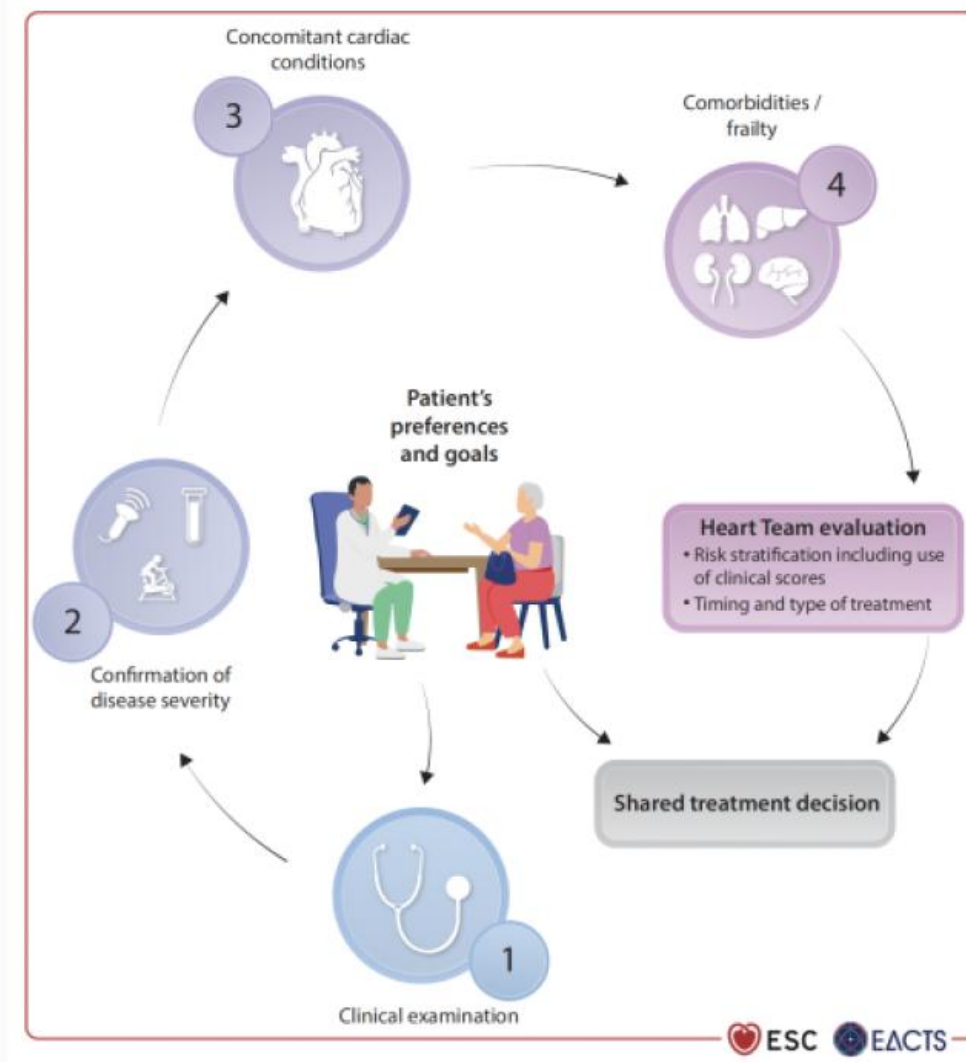 Concomitant cardiac
conditions
3
Comorbidities /
frailty
4
Patient's
preferences
and goals
Heart Team evaluation
• Risk stratification including use
of clinical scores
• Timing and type of treatment
2
Confirmation of
disease severity
Shared treatment decision
1
Clinical examination
ESC EACTS